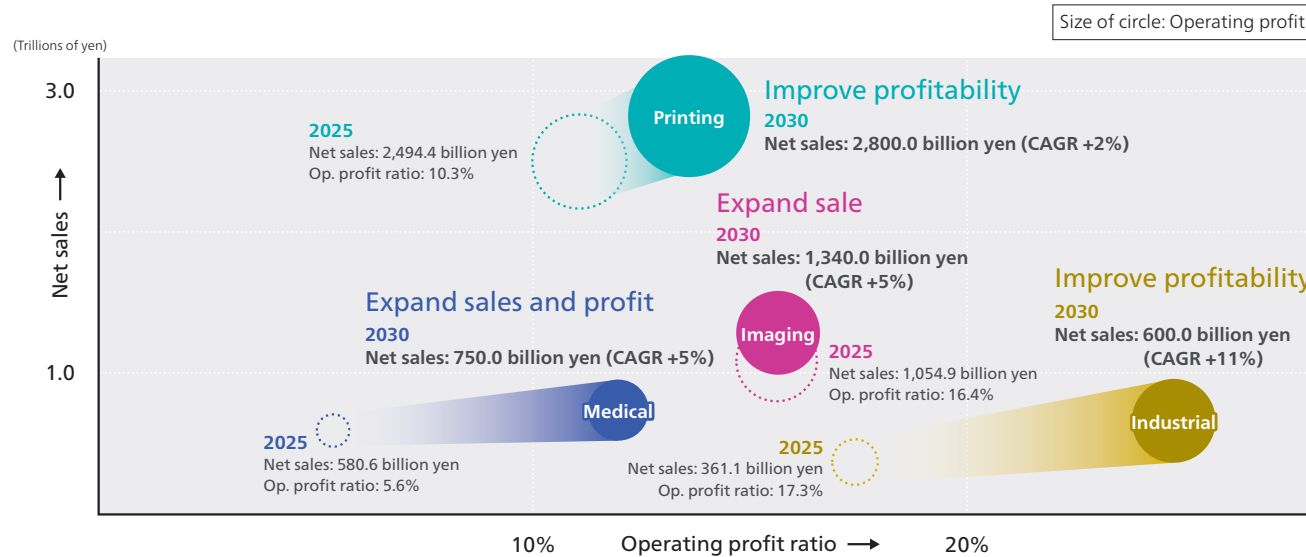 Size of circle: Operating profit
(Trillions of yen)
3.0
1.0
Net sales
Printing
Improve profitability
2030
Net sales: 2,800.0 billion yen (CAGR +2%)
2025
Net sales: 2,494.4 billion yen
Op. profit ratio: 10.3%
Expand sale
2030
Net sales: 1,340.0 billion yen
(CAGR +5%)
Imaging
2025
Net sales: 1,054.9 billion yen
Op. profit ratio: 16.4%
Improve profitability
2030
Net sales: 600.0 billion yen
(CAGR +11%)
Industrial
2025
Net sales: 361.1 billion yen
Op. profit ratio: 17.3%
Expand sales and profit
2030
Net sales: 750.0 billion yen (CAGR +5%)
Medical
2025
Net sales: 580.6 billion yen
Op. profit ratio: 5.6%
10%
Operating profit ratio
20%